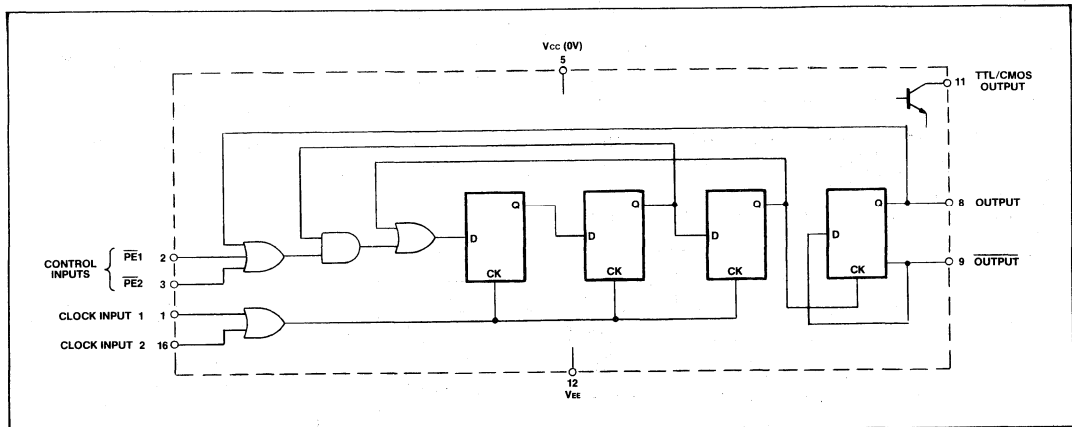 VCC (0V)
5
11 TTL/CMOS
OUTPUT
Q
Q
Q
Q
8 OUTPUT
D
D
D
D
CONTROL
INPUTS
PE1 2
PE2 3
CK
CK
CK
CK
9 OUTPUT
CLOCK INPUT 1 1
CLOCK INPUT 2 16
12
VEE